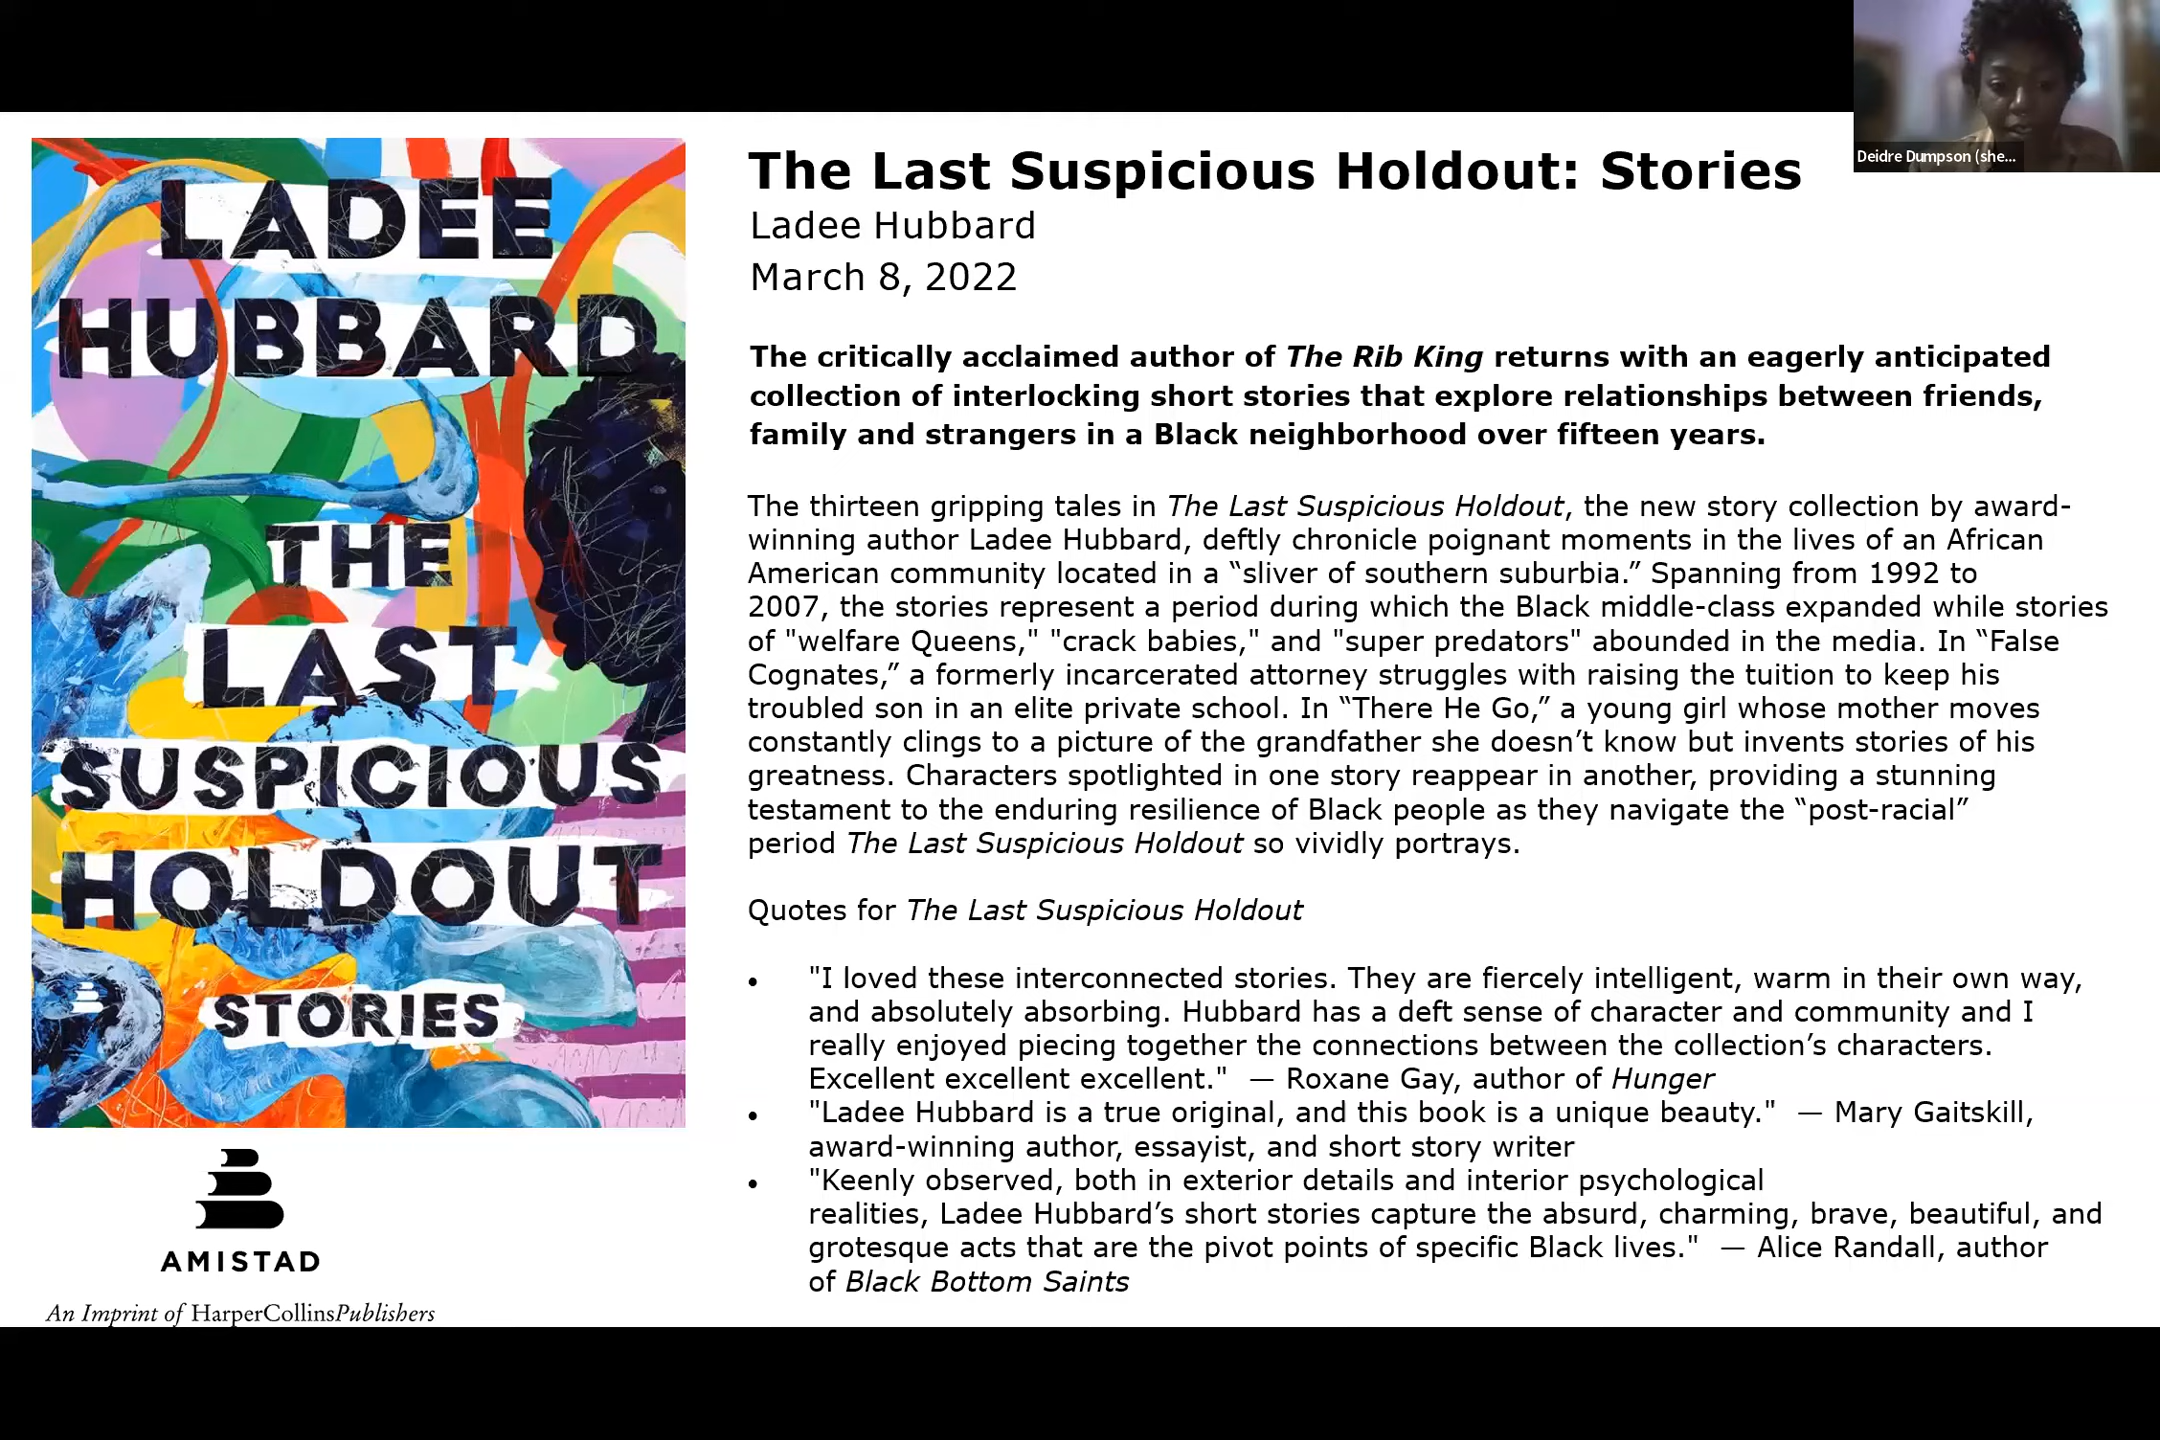 Deidre Dumpson (she...
LADEE
HUBBARD
THE
LAST
SUSPICIOUS
HOLDOUT
STORIES
AMISTAD
An Imprint of HarperCollinsPublishers
The Last Suspicious Holdout: Stories
Ladee Hubbard
March 8, 2022
The critically acclaimed author of The Rib King returns with an eagerly anticipated
collection of interlocking short stories that explore relationships between friends,
family and strangers in a Black neighborhood over fifteen years.
The thirteen gripping tales in The Last Suspicious Holdout, the new story collection by award-
winning author Ladee Hubbard, deftly chronicle poignant moments in the lives of an African
American community located in a “sliver of southern suburbia.” Spanning from 1992 to
2007, the stories represent a period during which the Black middle-class expanded while stories
of "welfare Queens," "crack babies," and "super predators" abounded in the media. In “False
Cognates,” a formerly incarcerated attorney struggles with raising the tuition to keep his
troubled son in an elite private school. In “There He Go,” a young girl whose mother moves
constantly clings to a picture of the grandfather she doesn’t know but invents stories of his
greatness. Characters spotlighted in one story reappear in another, providing a stunning
testament to the enduring resilience of Black people as they navigate the “post-racial”
period The Last Suspicious Holdout so vividly portrays.
Quotes for The Last Suspicious Holdout
• "I loved these interconnected stories. They are fiercely intelligent, warm in their own way,
and absolutely absorbing. Hubbard has a deft sense of character and community and I
really enjoyed piecing together the connections between the collection’s characters.
Excellent excellent excellent." — Roxane Gay, author of Hunger
• "Ladee Hubbard is a true original, and this book is a unique beauty." — Mary Gaitskill,
award-winning author, essayist, and short story writer
• "Keenly observed, both in exterior details and interior psychological
realities, Ladee Hubbard’s short stories capture the absurd, charming, brave, beautiful, and
grotesque acts that are the pivot points of specific Black lives." — Alice Randall, author
of Black Bottom Saints